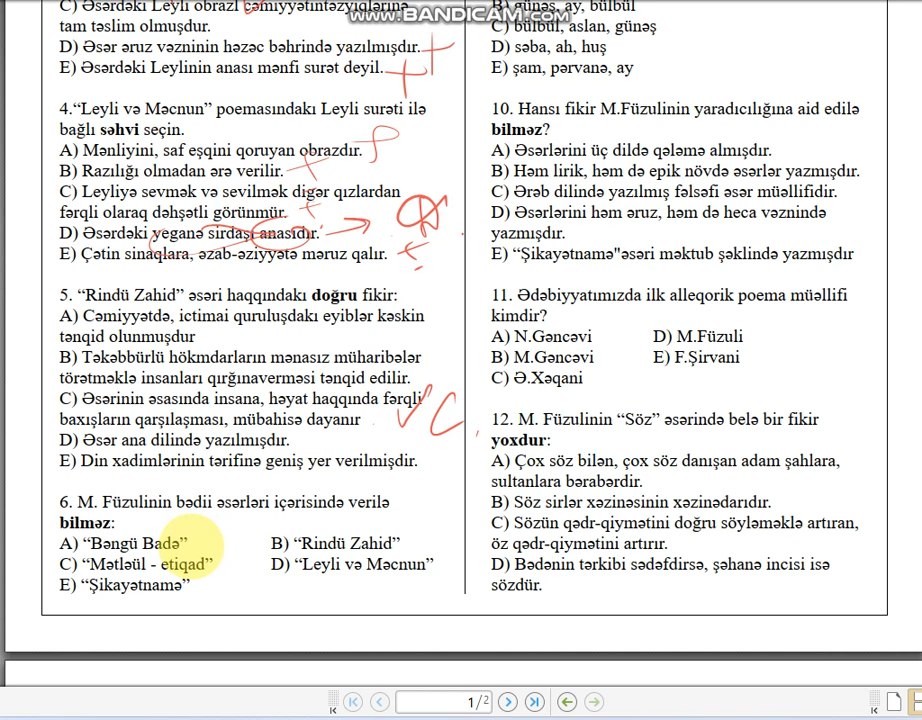 www.BANDICAM.com
C) Əsərdəki Leyli obrazı cəmiyyətintəzyiqlərinə
tam təslim olmuşdur.
D) Əsər əruz vəzninin həzəc bəhrində yazılmışdır.
E) Əsərdəki Leylinin anası mənfi surət deyil.
4.“Leyli və Məcnun” poemasındakı Leyli surəti ilə
bağlı səhvi seçin.
A) Mənliyini, saf eşqini qoruyan obrazdır.
B) Razılığı olmadan ərə verilir.
C) Leyliyə sevmək və sevilmək digər qızlardan
fərqli olaraq dəhşətli görünmür.
D) Əsərdəki yeganə sirdaşı anasıdır.
E) Çətin sınaqlara, əzab-əziyyətə məruz qalır.
5. “Rindü Zahid” əsəri haqqındakı doğru fikir:
A) Cəmiyyətdə, ictimai quruluşdakı eyiblər kəskin
tənqid olunmuşdur
B) Təkəbbürlü hökmdarların mənasız müharibələr
törətməklə insanları qırğınaverməsi tənqid edilir.
C) Əsərinin əsasında insana, həyat haqqında fərqli
baxışların qarşılaşması, mübahisə dayanır
C
D) Əsər ana dilində yazılmışdır.
E) Din xadimlərinin tərifinə geniş yer verilmişdir.
6. M. Füzulinin bədii əsərləri içərisində verilə
bilməz:
A) “Bəngü Badə” B) “Rindü Zahid”
C) “Mətləül - etiqad” D) “Leyli və Məcnun”
E) “Şikayətnamə”
B) günəş, ay, bülbül
C) bülbül, aslan, günəş
D) səba, ah, huş
E) şam, pərvanə, ay
10. Hansı fikir M.Füzulinin yaradıcılığına aid edilə
bilməz?
A) Əsərlərini üç dildə qələmə almışdır.
B) Həm lirik, həm də epik növdə əsərlər yazmışdır.
C) Ərəb dilində yazılmış fəlsəfi əsər müəllifidir.
D) Əsərlərini həm əruz, həm də heca vəznində
yazmışdır.
E) “Şikayətnamə"əsəri məktub şəklində yazmışdır
11. Ədəbiyyatımızda ilk alleqorik poema müəllifi
kimdir?
A) N.Gəncəvi D) M.Füzuli
B) M.Gəncəvi E) F.Şirvani
C) Ə.Xəqani
12. M. Füzulinin “Söz” əsərində belə bir fikir
yoxdur:
A) Çox söz bilən, çox söz danışan adam şahlara,
sultanlara bərabərdir.
B) Söz sirlər xəzinəsinin xəzinədarıdır.
C) Sözün qədr-qiymətini doğru söyləməklə artıran,
öz qədr-qiymətini artırır.
D) Bədənin tərkibi sədəfdirsə, şəhanə incisi isə
sözdür.
1/2